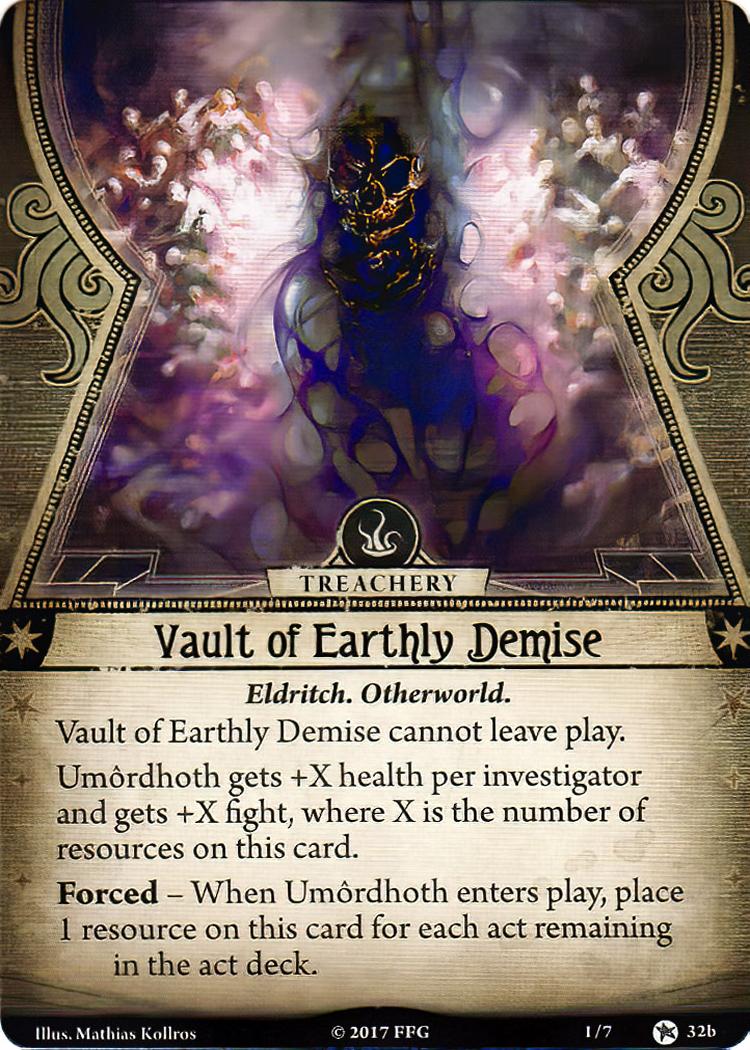 TREACHERY
Vault of Earthly Demise
Eldritch. Otherworld.
Vault of Earthly Demise cannot leave play.
Umôrdhoth gets +X health per investigator
and gets +X fight, where X is the number of
resources on this card.
Forced – When Umôrdhoth enters play, place
1 resource on this card for each act remaining
in the act deck.
Illus. Mathias Kollros © 2017 FFG 1/7 32b